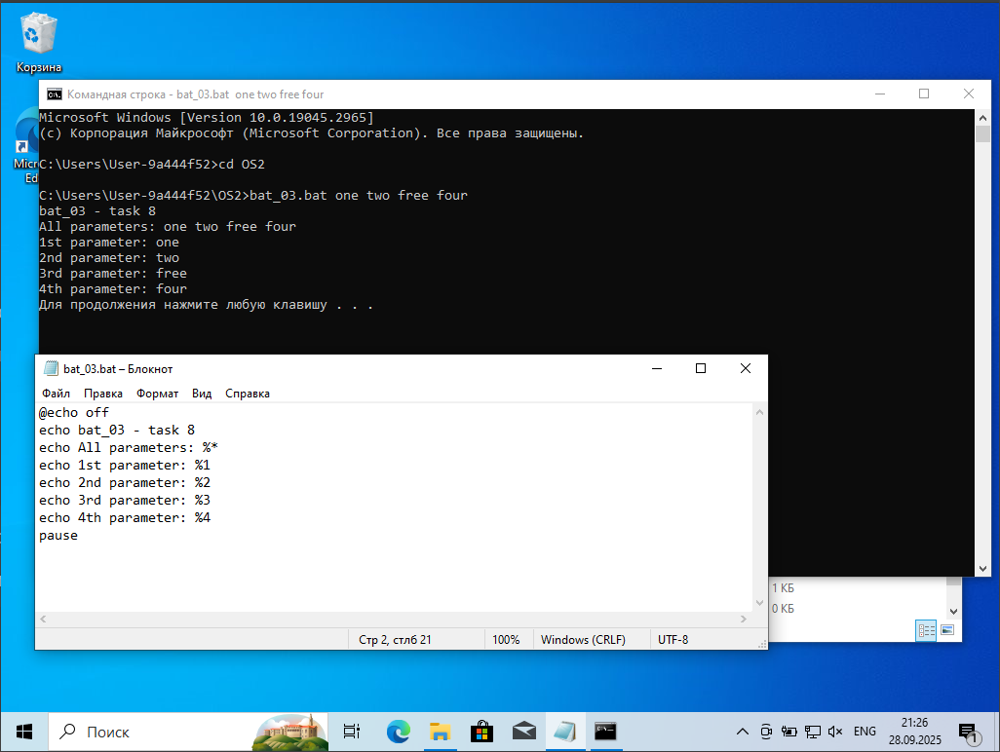 Корзина
Командная строка - bat_03.bat  one two free four
Microsoft Windows [Version 10.0.19045.2965]
(c) Корпорация Майкрософт (Microsoft Corporation). Все права защищены.
C:\Users\User-9a444f52>cd OS2
C:\Users\User-9a444f52\OS2>bat_03.bat one two free four
bat_03 - task 8
All parameters: one two free four
1st parameter: one
2nd parameter: two
3rd parameter: free
4th parameter: four
Для продолжения нажмите любую клавишу . . .
Micr
Ed
bat_03.bat – Блокнот
Файл Правка Формат Вид Справка
@echo off
echo bat_03 - task 8
echo All parameters: %*
echo 1st parameter: %1
echo 2nd parameter: %2
echo 3rd parameter: %3
echo 4th parameter: %4
pause
Стр 2, стлб 21 100% Windows (CRLF) UTF-8
1 КБ
0 КБ
Поиск
ENG
21:26
28.09.2025
1